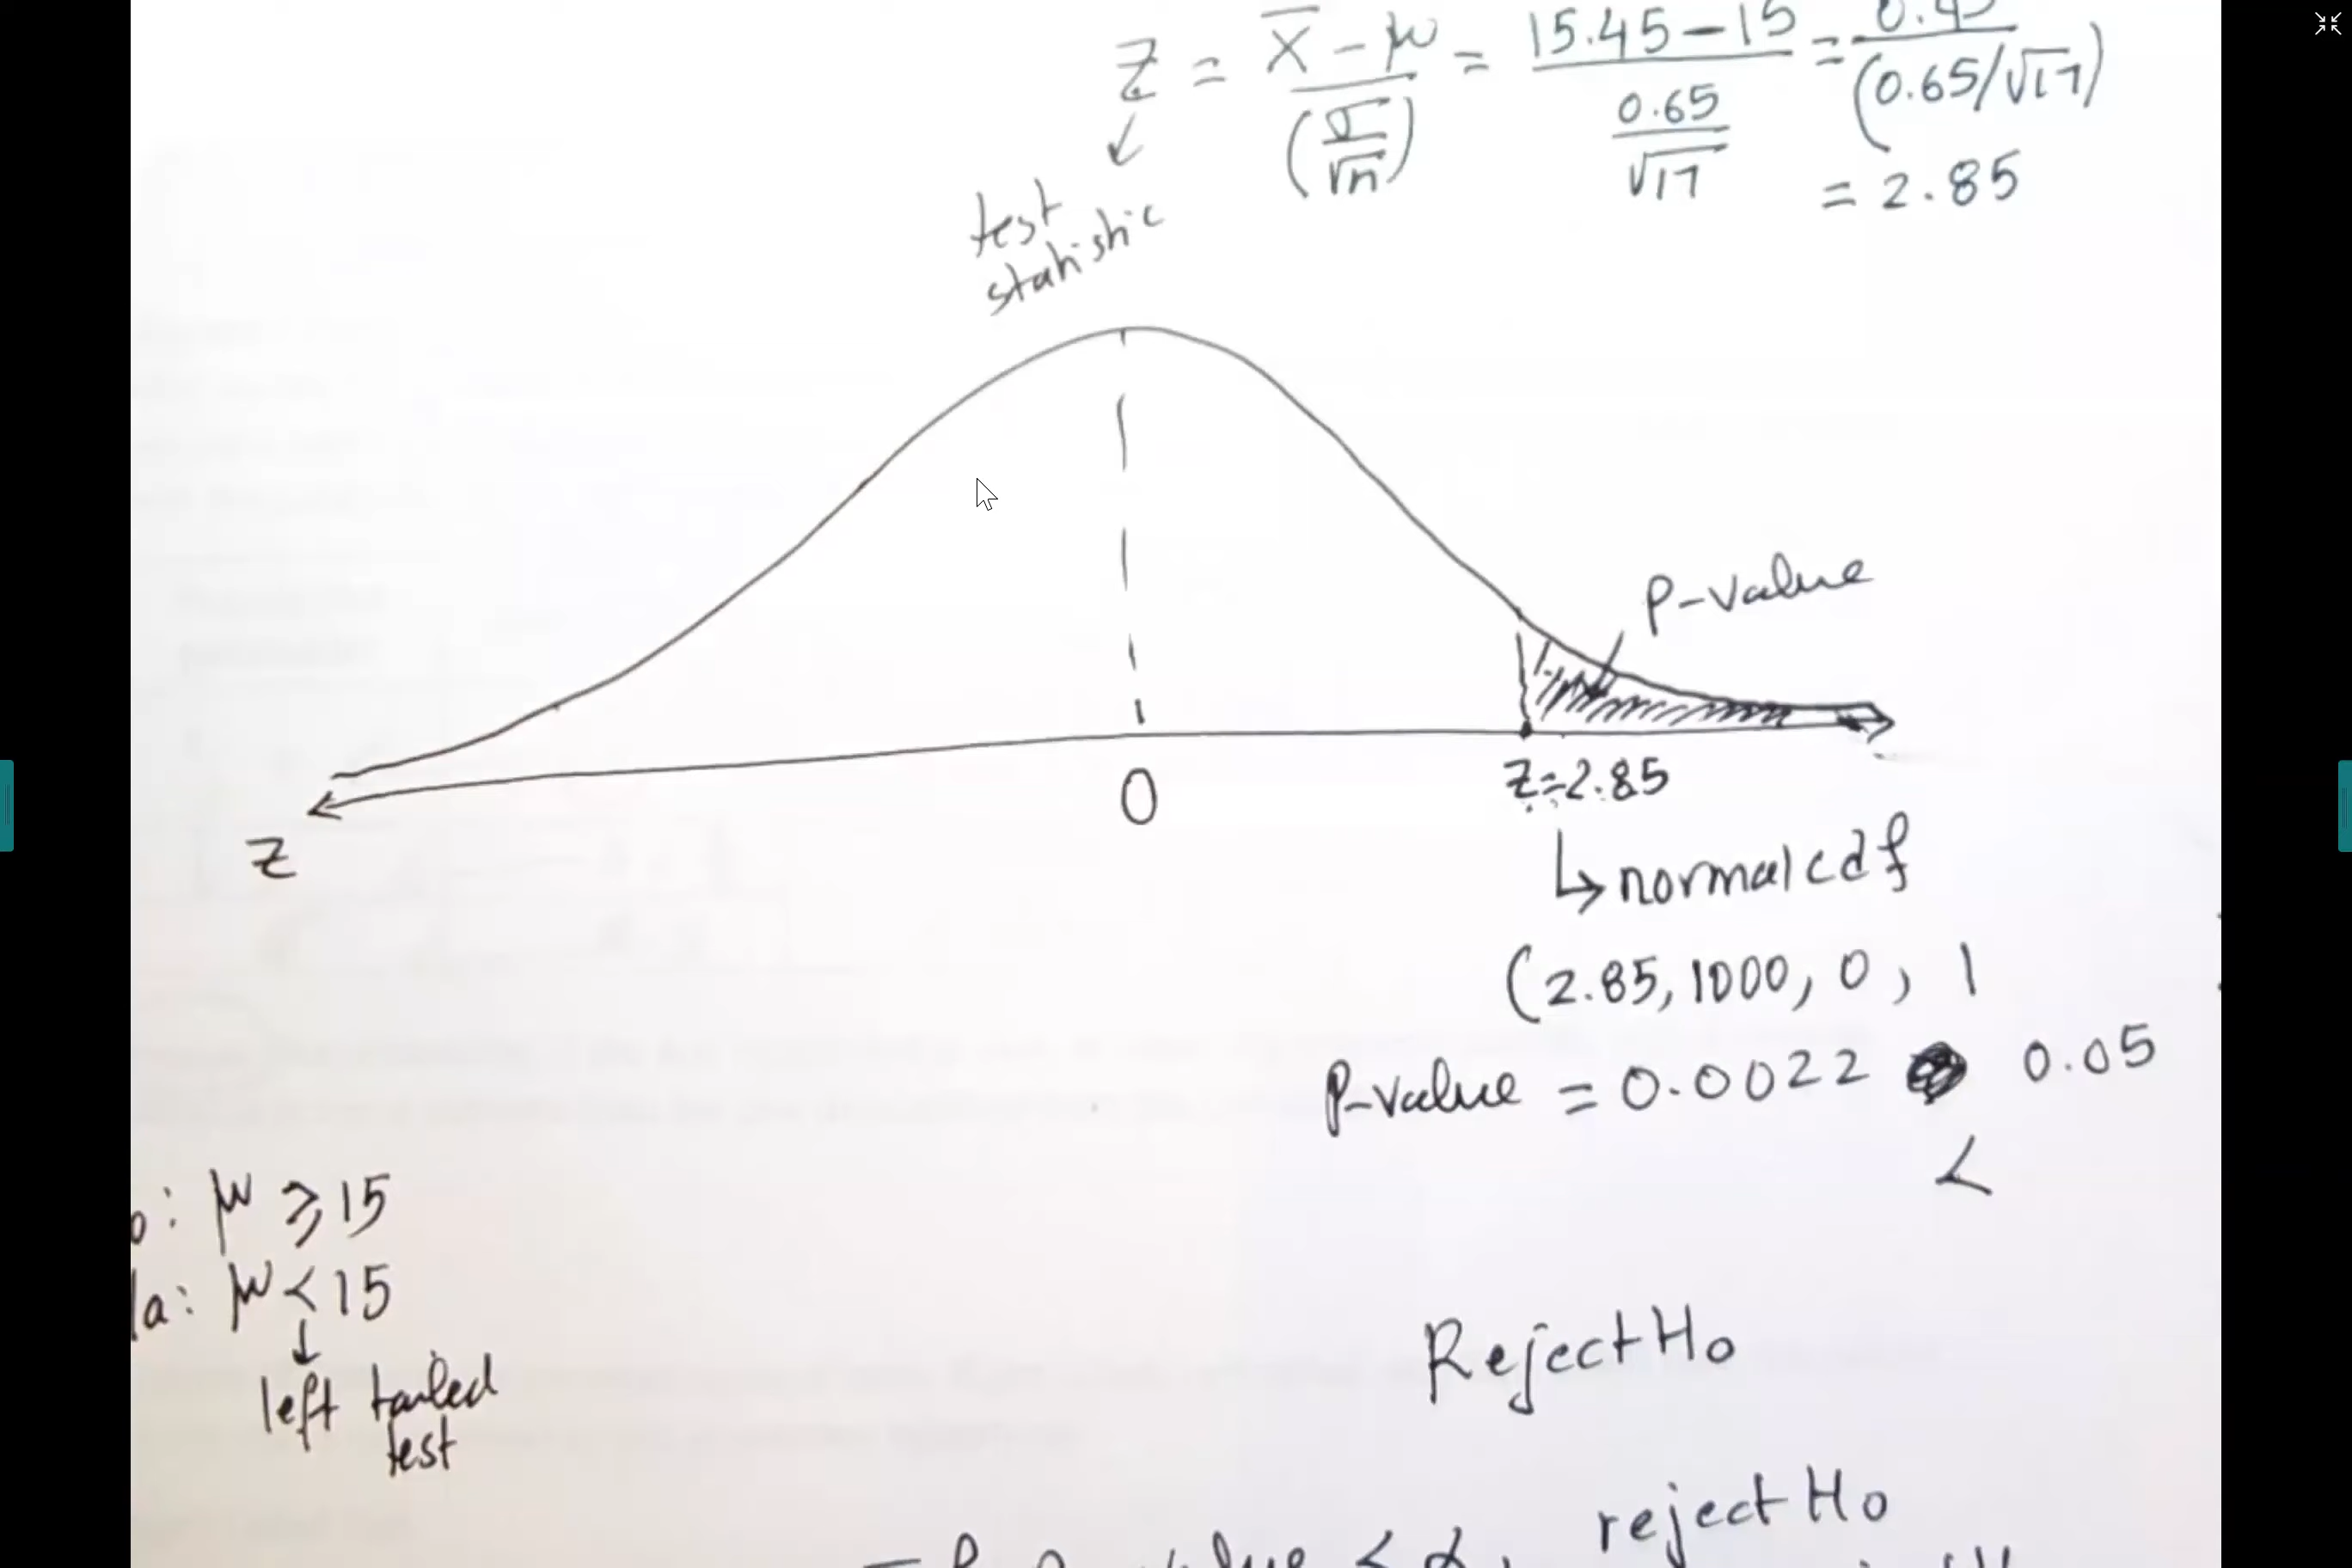 Z = x̄ - μ / (σ/√n) = 15.45 - 15 / (0.65/√17) = 0.45 / (0.65/√17)
= 2.85
test
statistic
P-value
0
Z=2.85
Z
↳ normalcdf
(2.85, 1000, 0, 1
P-value = 0.0022 0.05
<
o: μ ≥ 15
a: μ < 15
↓
left tailed
test
Reject Ho
reject Ho
value < α,